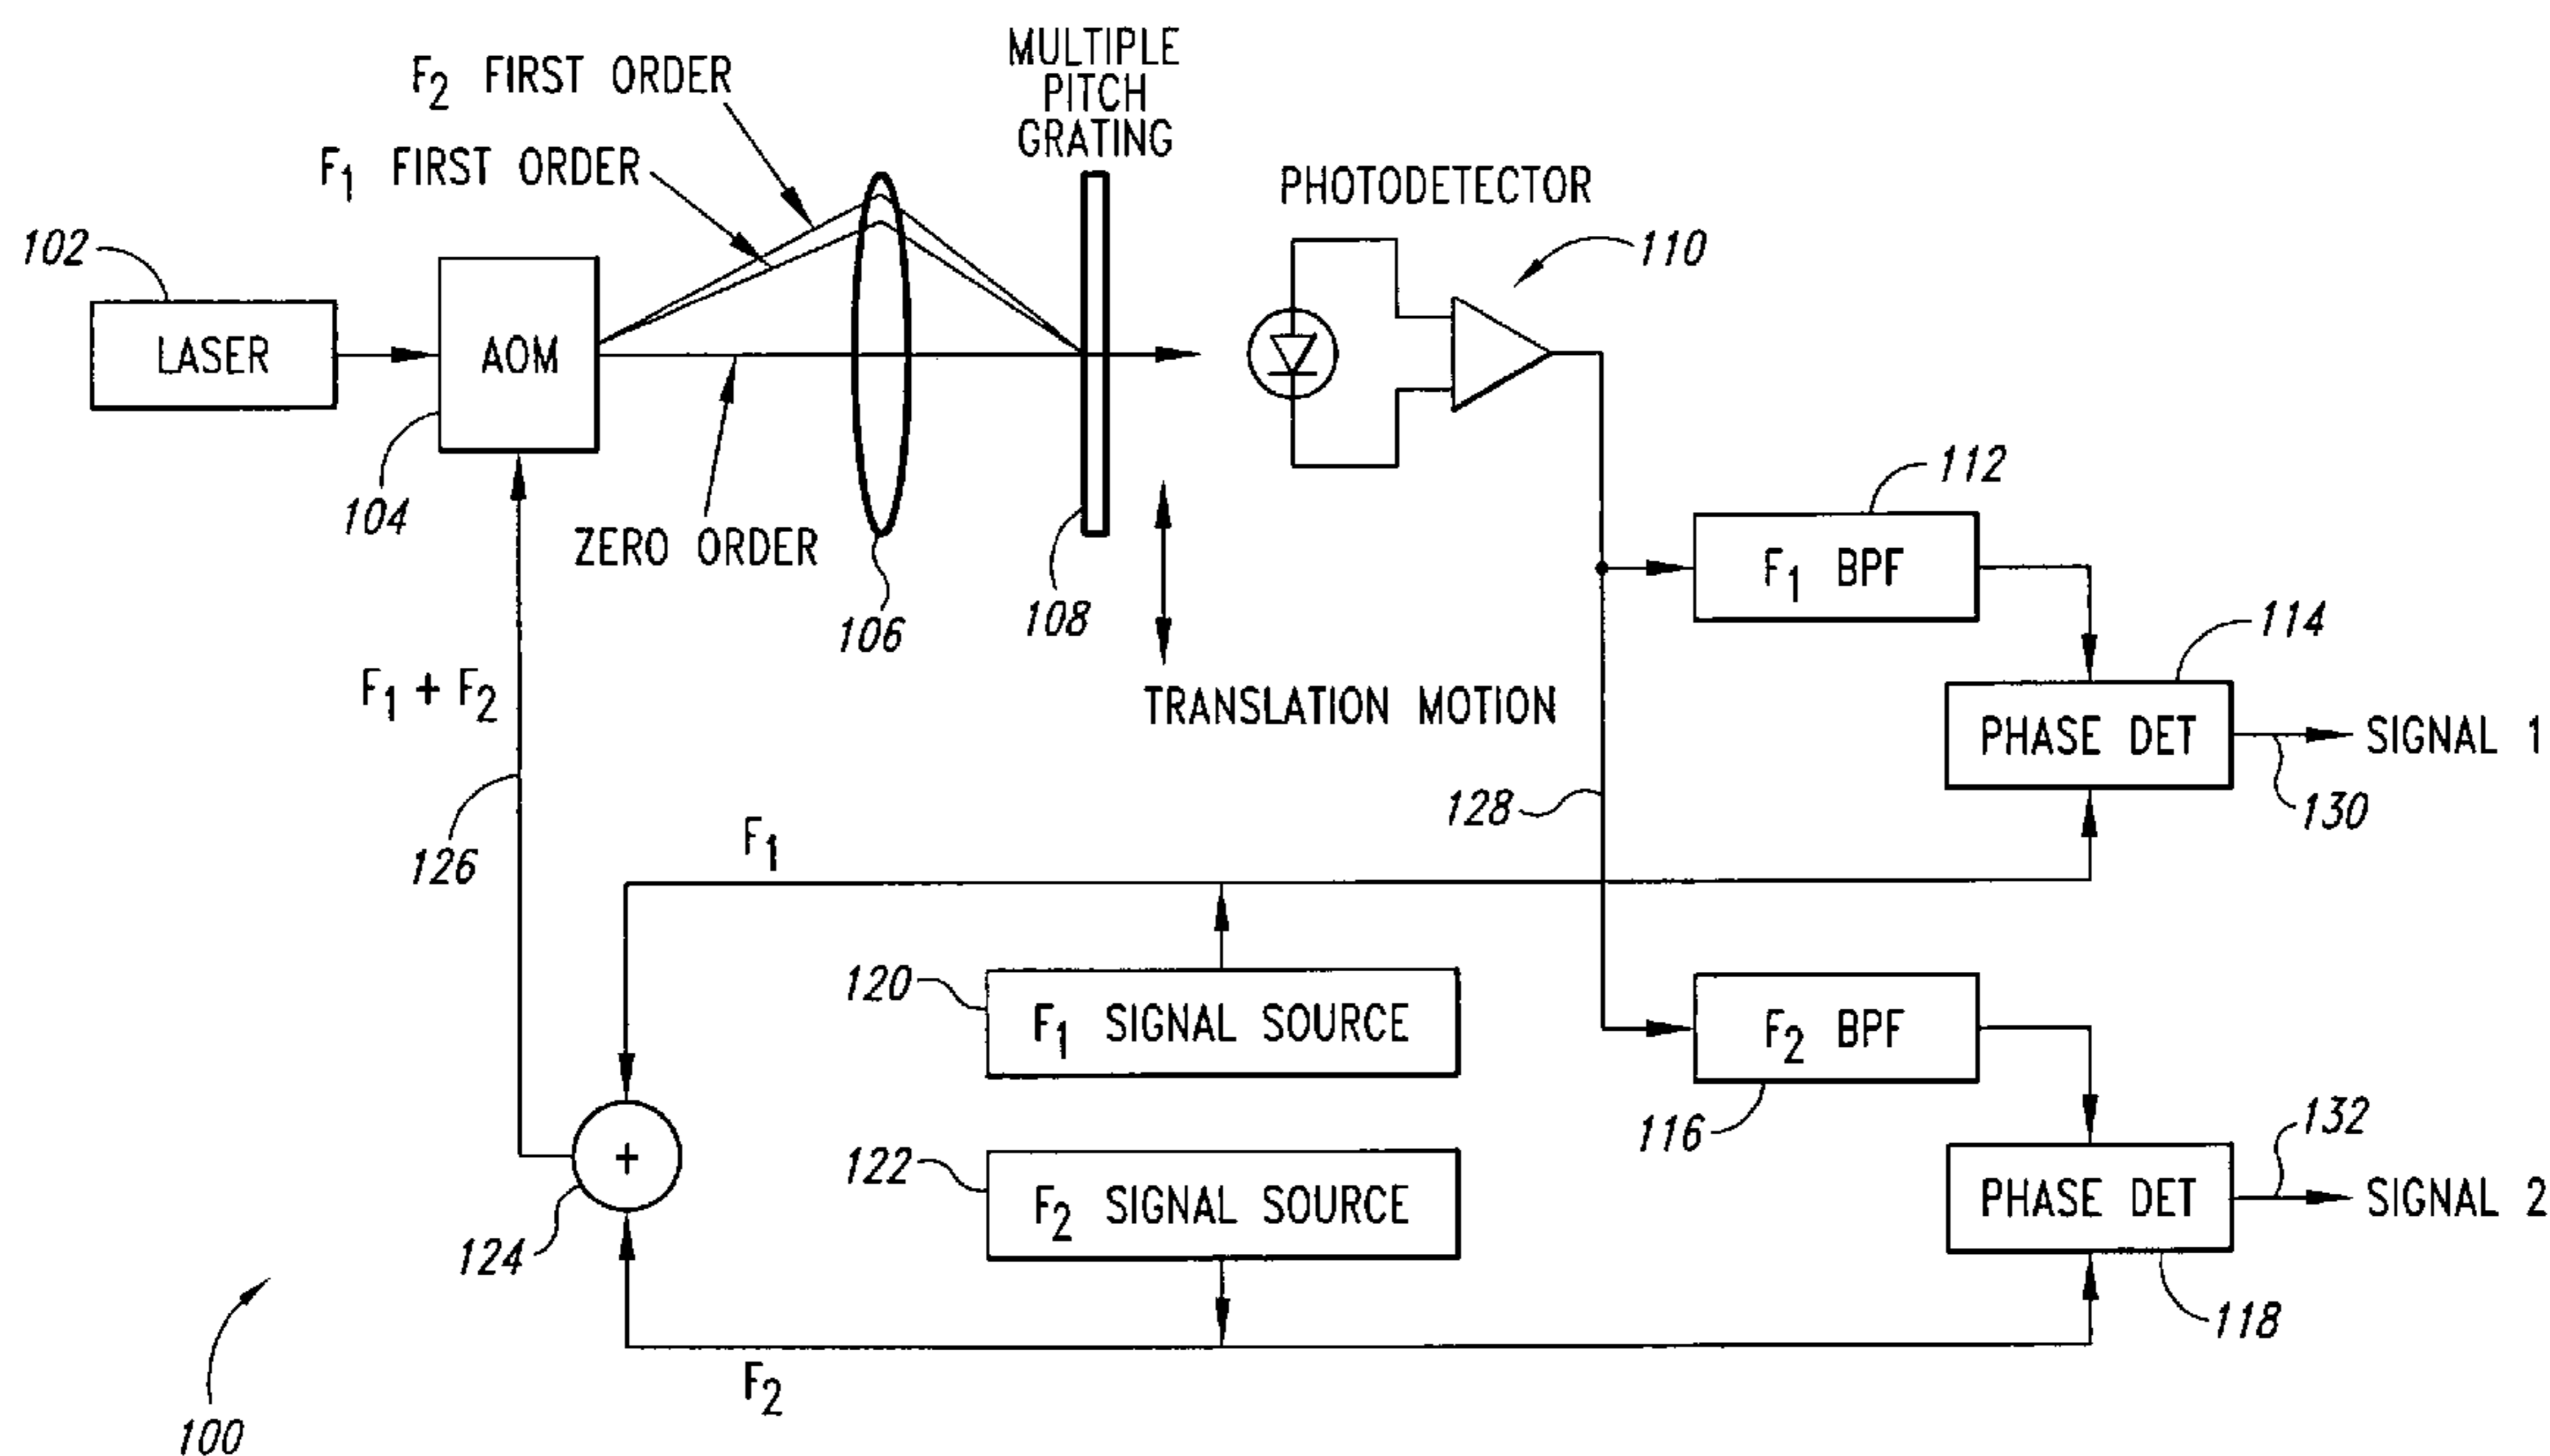 F2 FIRST ORDER
F1 FIRST ORDER
MULTIPLE
PITCH
GRATING
PHOTODETECTOR
102
110
LASER
AOM
104
ZERO ORDER
106
108
TRANSLATION MOTION
112
F1 BPF
114
PHASE DET
SIGNAL 1
130
F1 + F2
126
128
F1
120
F1 SIGNAL SOURCE
F2 BPF
116
122
F2 SIGNAL SOURCE
+
124
132
PHASE DET
SIGNAL 2
118
F2
100